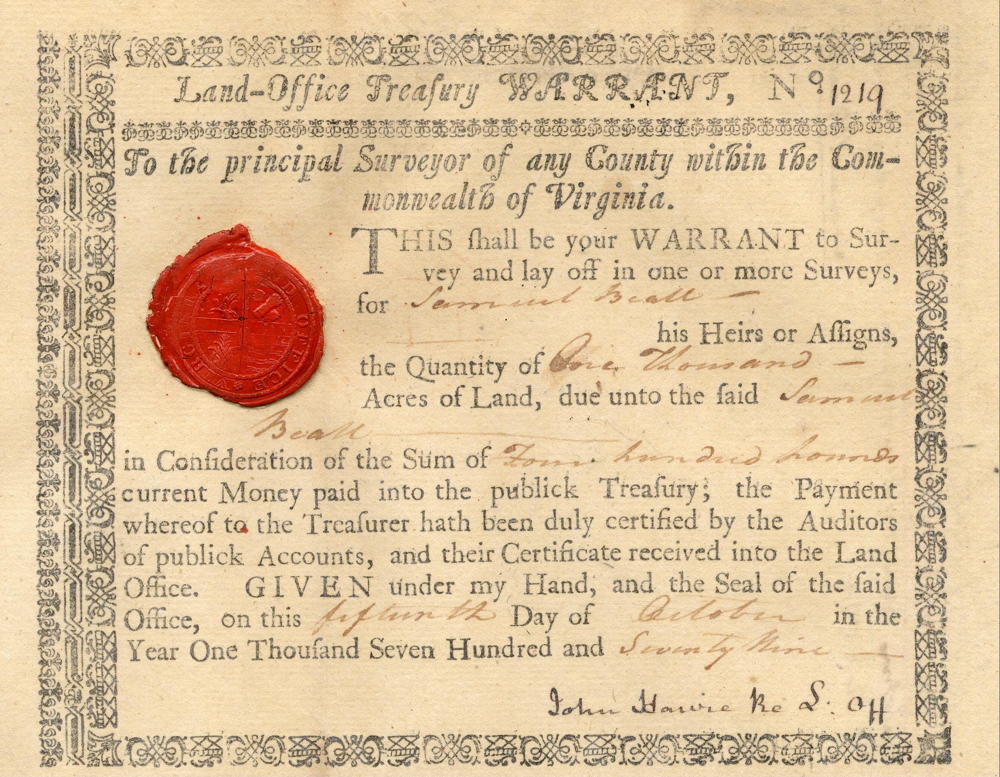 Land-Office Treaſury WARRANT, Nº 1219
To the principal Surveyor of any County within the Com-
monwealth of Virginia.
THIS ſhall be your WARRANT to Sur-
vey and lay off in one or more Surveys,
for Samuel Beall —
his Heirs or Aſſigns,
the Quantity of One Thousand —
Acres of Land, due unto the ſaid Samuel
Beall
in Conſideration of the Sum of Four hundred pounds
current Money paid into the publick Treaſury; the Payment
whereof to the Treaſurer hath been duly certified by the Auditors
of publick Accounts, and their Certificate received into the Land
Office. GIVEN under my Hand, and the Seal of the ſaid
Office, on this fifteenth Day of October in the
Year One Thouſand Seven Hundred and Seventy Nine —
John Hawie Re L: Off